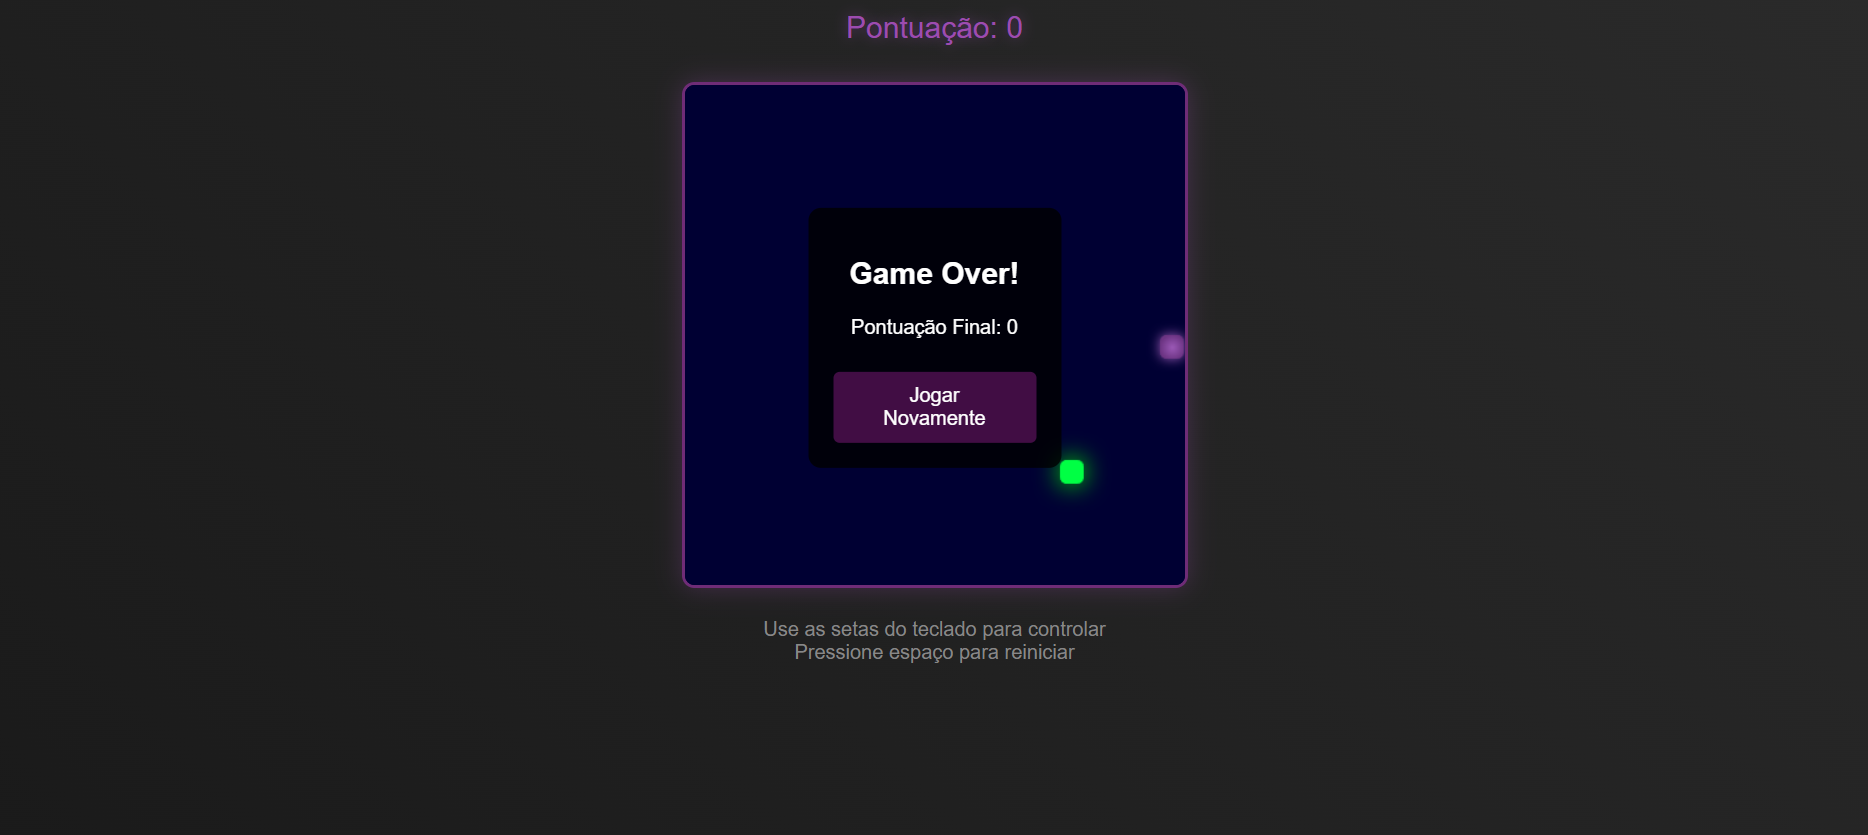 Pontuação: 0
Game Over!
Pontuação Final: 0
Jogar
Novamente
Use as setas do teclado para controlar
Pressione espaço para reiniciar